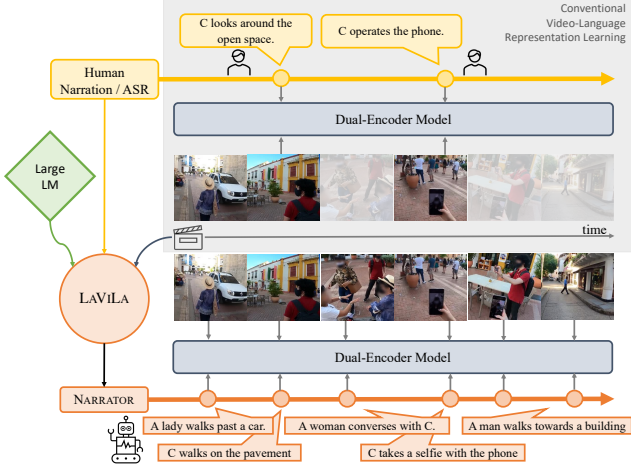 Conventional
Video-Language
Representation Learning
C looks around the
open space.
C operates the phone.
Human
Narration / ASR
Dual-Encoder Model
Large
LM
time
LAVILA
Dual-Encoder Model
NARRATOR
A lady walks past a car.
A woman converses with C.
A man walks towards a building
C walks on the pavement
C takes a selfie with the phone